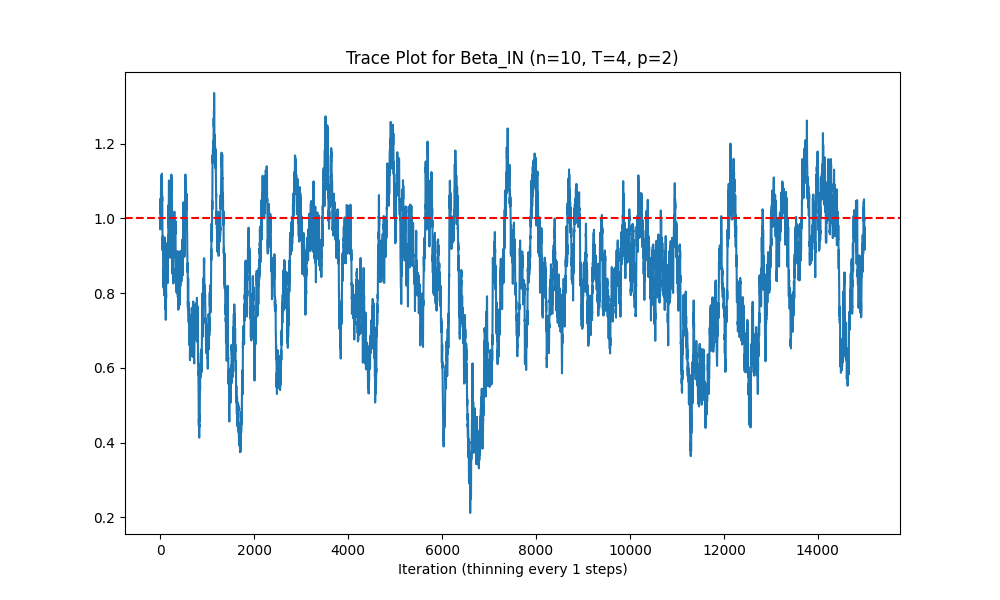 Trace Plot for Beta_IN (n=10, T=4, p=2)
1.2
1.0
0.8
0.6
0.4
0.2
0 2000 4000 6000 8000 10000 12000 14000
Iteration (thinning every 1 steps)